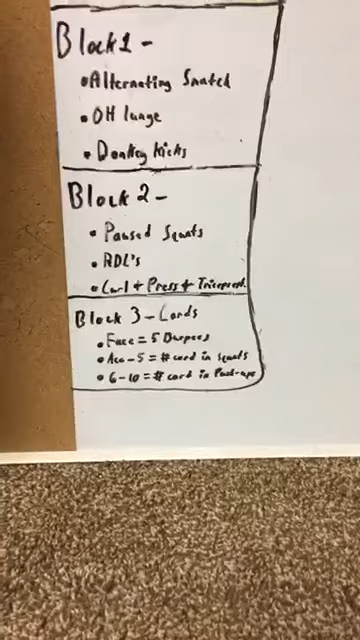 Block 1 -
• Alternating Snatch
• OH lunge
• Donkey Kicks
Block 2 -
• Paused Squats
• RDL's
• Curl + Press +
Block 3 - Cards
• Face = 5 Burpees
• Ace - 5 = # card in squats
• 6 - 10 = # card in Push-ups